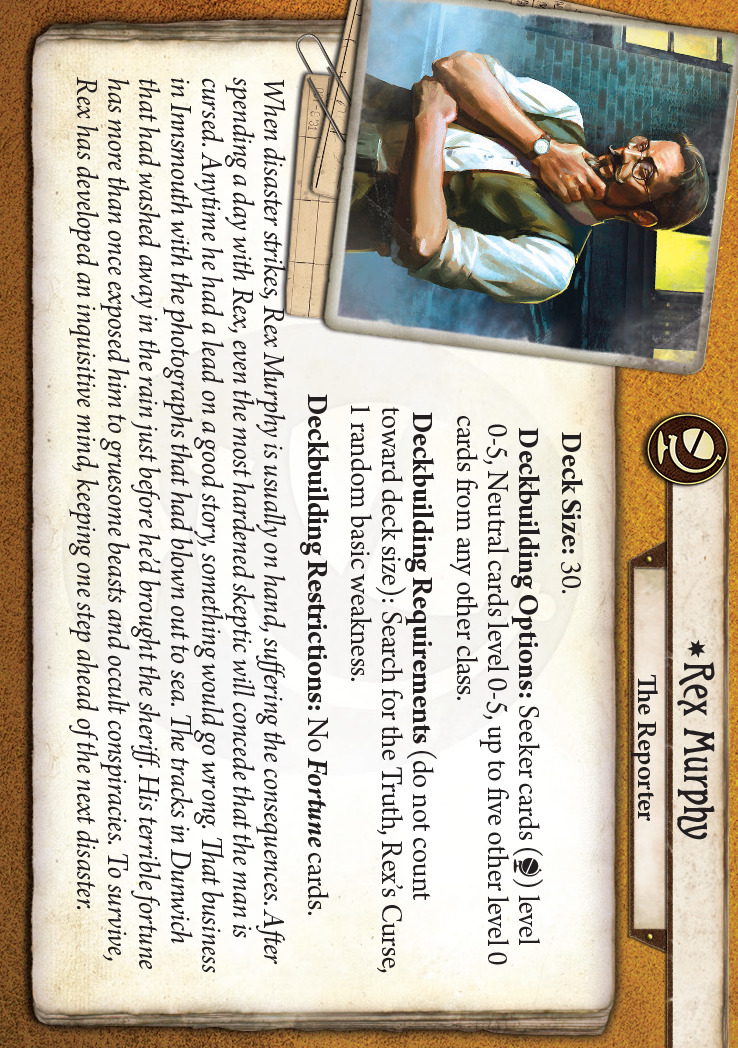 Rex Murphy
The Reporter
Deck Size: 30.
Deckbuilding Options: Seeker cards () level
0-5, Neutral cards level 0-5, up to five other level 0
cards from any other class.
Deckbuilding Requirements (do not count
toward deck size): Search for the Truth, Rex’s Curse,
1 random basic weakness.
Deckbuilding Restrictions: No Fortune cards.
When disaster strikes, Rex Murphy is usually on hand, suffering the consequences. After
spending a day with Rex, even the most hardened skeptic will concede that the man is
cursed. Anytime he had a lead on a good story, something would go wrong. That business
in Innsmouth with the photographs that had blown out to sea. The tracks in Dunwich
that had washed away in the rain just before he’d brought the sheriff. His terrible fortune
has more than once exposed him to gruesome beasts and occult conspiracies. To survive,
Rex has developed an inquisitive mind, keeping one step ahead of the next disaster.